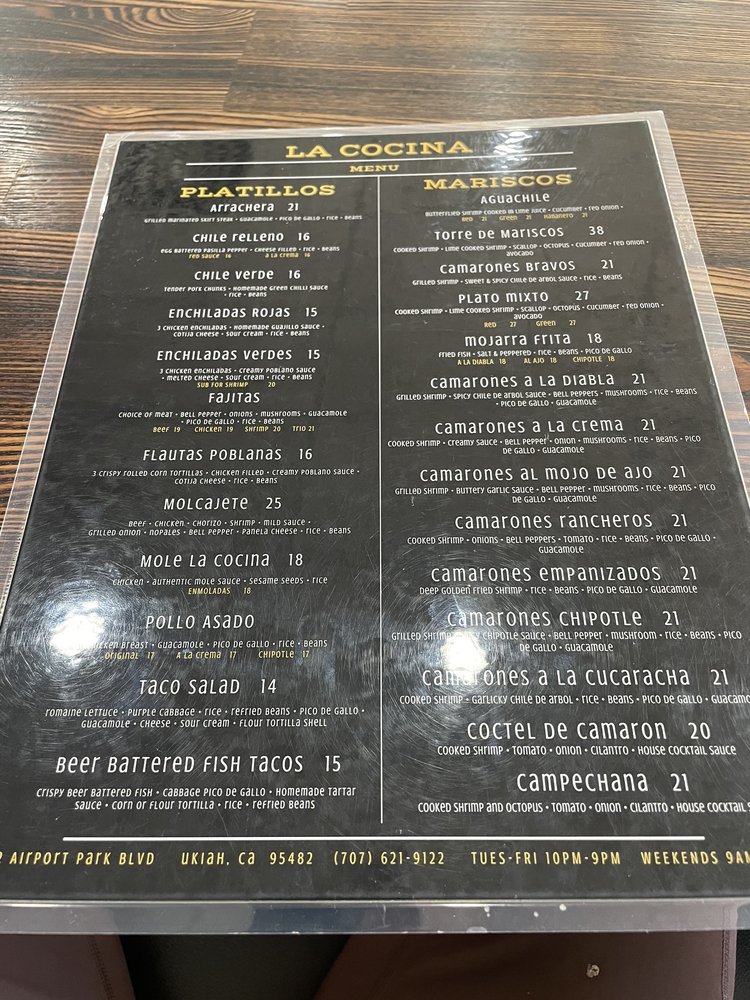 LA COCINA
MENU
PLATILLOS
ARRACHERA 21
GRILLED MARINATED SKIRT STEAK • GUACAMOLE • PICO DE GALLO • RICE • BEANS
CHILE RELLENO 16
EGG BATTERED PASILLA PEPPER • CHEESE FILLED • RICE • BEANS
RED SAUCE 16 A LA CREMA 16
CHILE VERDE 16
TENDER PORK CHUNKS • HOMEMADE GREEN CHILLI SAUCE
• RICE • BEANS
ENCHILADAS ROJAS 15
3 CHICKEN ENCHILADAS • HOMEMADE GUAJILLO SAUCE •
COTIJA CHEESE • SOUR CREAM • RICE • BEANS
ENCHILADAS VERDES 15
3 CHICKEN ENCHILADAS • CREAMY POBLANO SAUCE
• MELTED CHEESE • SOUR CREAM • RICE • BEANS
SUB FOR SHRIMP 20
FAJITAS
CHOICE OF MEAT • BELL PEPPER • ONIONS • MUSHROOMS • GUACAMOLE
• PICO DE GALLO • RICE • BEANS
BEEF 19 CHICKEN 19 SHRIMP 20 TRIO 21
FLAUTAS POBLANAS 16
3 CRISPY ROLLED CORN TORTILLAS • CHICKEN FILLED • CREAMY POBLANO SAUCE •
COTIJA CHEESE • RICE • BEANS
MOLCAJETE 25
BEEF • CHICKEN • CHORIZO • SHRIMP • MILD SAUCE •
GRILLED ONION • NOPALES • BELL PEPPER • PANELA CHEESE • RICE • BEANS
MOLE LA COCINA 18
CHICKEN • AUTHENTIC MOLE SAUCE • SESAME SEEDS • RICE
ENMOLADAS 18
POLLO ASADO
BREAST • GUACAMOLE • PICO DE GALLO • RICE • BEANS
ORIGINAL 17 A LA CREMA 17 CHIPOTLE 17
TACO SALAD 14
ROMAINE LETTUCE • PURPLE CABBAGE • RICE • REFRIED BEANS • PICO DE GALLO •
GUACAMOLE • CHEESE • SOUR CREAM • FLOUR TORTILLA SHELL
BEER BATTERED FISH TACOS 15
CRISPY BEER BATTERED FISH • CABBAGE PICO DE GALLO • HOMEMADE TARTAR
SAUCE • CORN OF FLOUR TORTILLA • RICE • REFRIED BEANS
MARISCOS
AGUACHILE
BUTTERFLIED SHRIMP COOKED IN LIME JUICE • CUCUMBER • RED ONION •
RED 21 GREEN 21 HABANERO 21
TORRE DE MARISCOS 38
COOKED SHRIMP • LIME COOKED SHRIMP • SCALLOP • OCTOPUS • CUCUMBER • RED ONION •
AVOCADO
CAMARONES BRAVOS 21
GRILLED SHRIMP • SWEET & SPICY CHILE DE ARBOL SAUCE • RICE • BEANS
PLATO MIXTO 27
COOKED SHRIMP • LIME COOKED SHRIMP • SCALLOP • OCTOPUS • CUCUMBER • RED ONION •
AVOCADO
RED 27 GREEN 27
MOJARRA FRITA 18
FRIED FISH • SALT & PEPPERED • RICE • BEANS • PICO DE GALLO
A LA DIABLA 18 AL AJO 18 CHIPOTLE 18
CAMARONES A LA DIABLA 21
GRILLED SHRIMP • SPICY CHILE DE ARBOL SAUCE • BELL PEPPERS • MUSHROOMS • RICE • BEANS
• PICO DE GALLO • GUACAMOLE
CAMARONES A LA CREMA 21
COOKED SHRIMP • CREAMY SAUCE • BELL PEPPER • ONION • MUSHROOMS • RICE • BEANS • PICO
DE GALLO • GUACAMOLE
CAMARONES AL MOJO DE AJO 21
GRILLED SHRIMP • BUTTERY GARLIC SAUCE • BELL PEPPER • MUSHROOMS • RICE • BEANS • PICO
DE GALLO • GUACAMOLE
CAMARONES RANCHEROS 21
COOKED SHRIMP • ONIONS • BELL PEPPERS • TOMATO • RICE • BEANS • PICO DE GALLO •
GUACAMOLE
CAMARONES EMPANIZADOS 21
DEEP GOLDEN FRIED SHRIMP • RICE • BEANS • PICO DE GALLO • GUACAMOLE
CAMARONES CHIPOTLE 21
GRILLED SHRIMP • CHIPOTLE SAUCE • BELL PEPPER • MUSHROOM • RICE • BEANS • PICO
DE GALLO • GUACAMOLE
CAMARONES A LA CUCARACHA 21
COOKED SHRIMP • GARLICKY CHILE DE ARBOL • RICE • BEANS • PICO DE GALLO •
COCTEL DE CAMARON 20
COOKED SHRIMP • TOMATO • ONION • CILANTRO • HOUSE COCKTAIL SAUCE
CAMPECHANA 21
COOKED SHRIMP AND OCTOPUS • TOMATO • ONION • CILANTRO • HOUSE COCKTAIL
AIRPORT PARK BLVD UKIAH, CA 95482 (707) 621-9122 TUES-FRI 10PM-9PM WEEKENDS